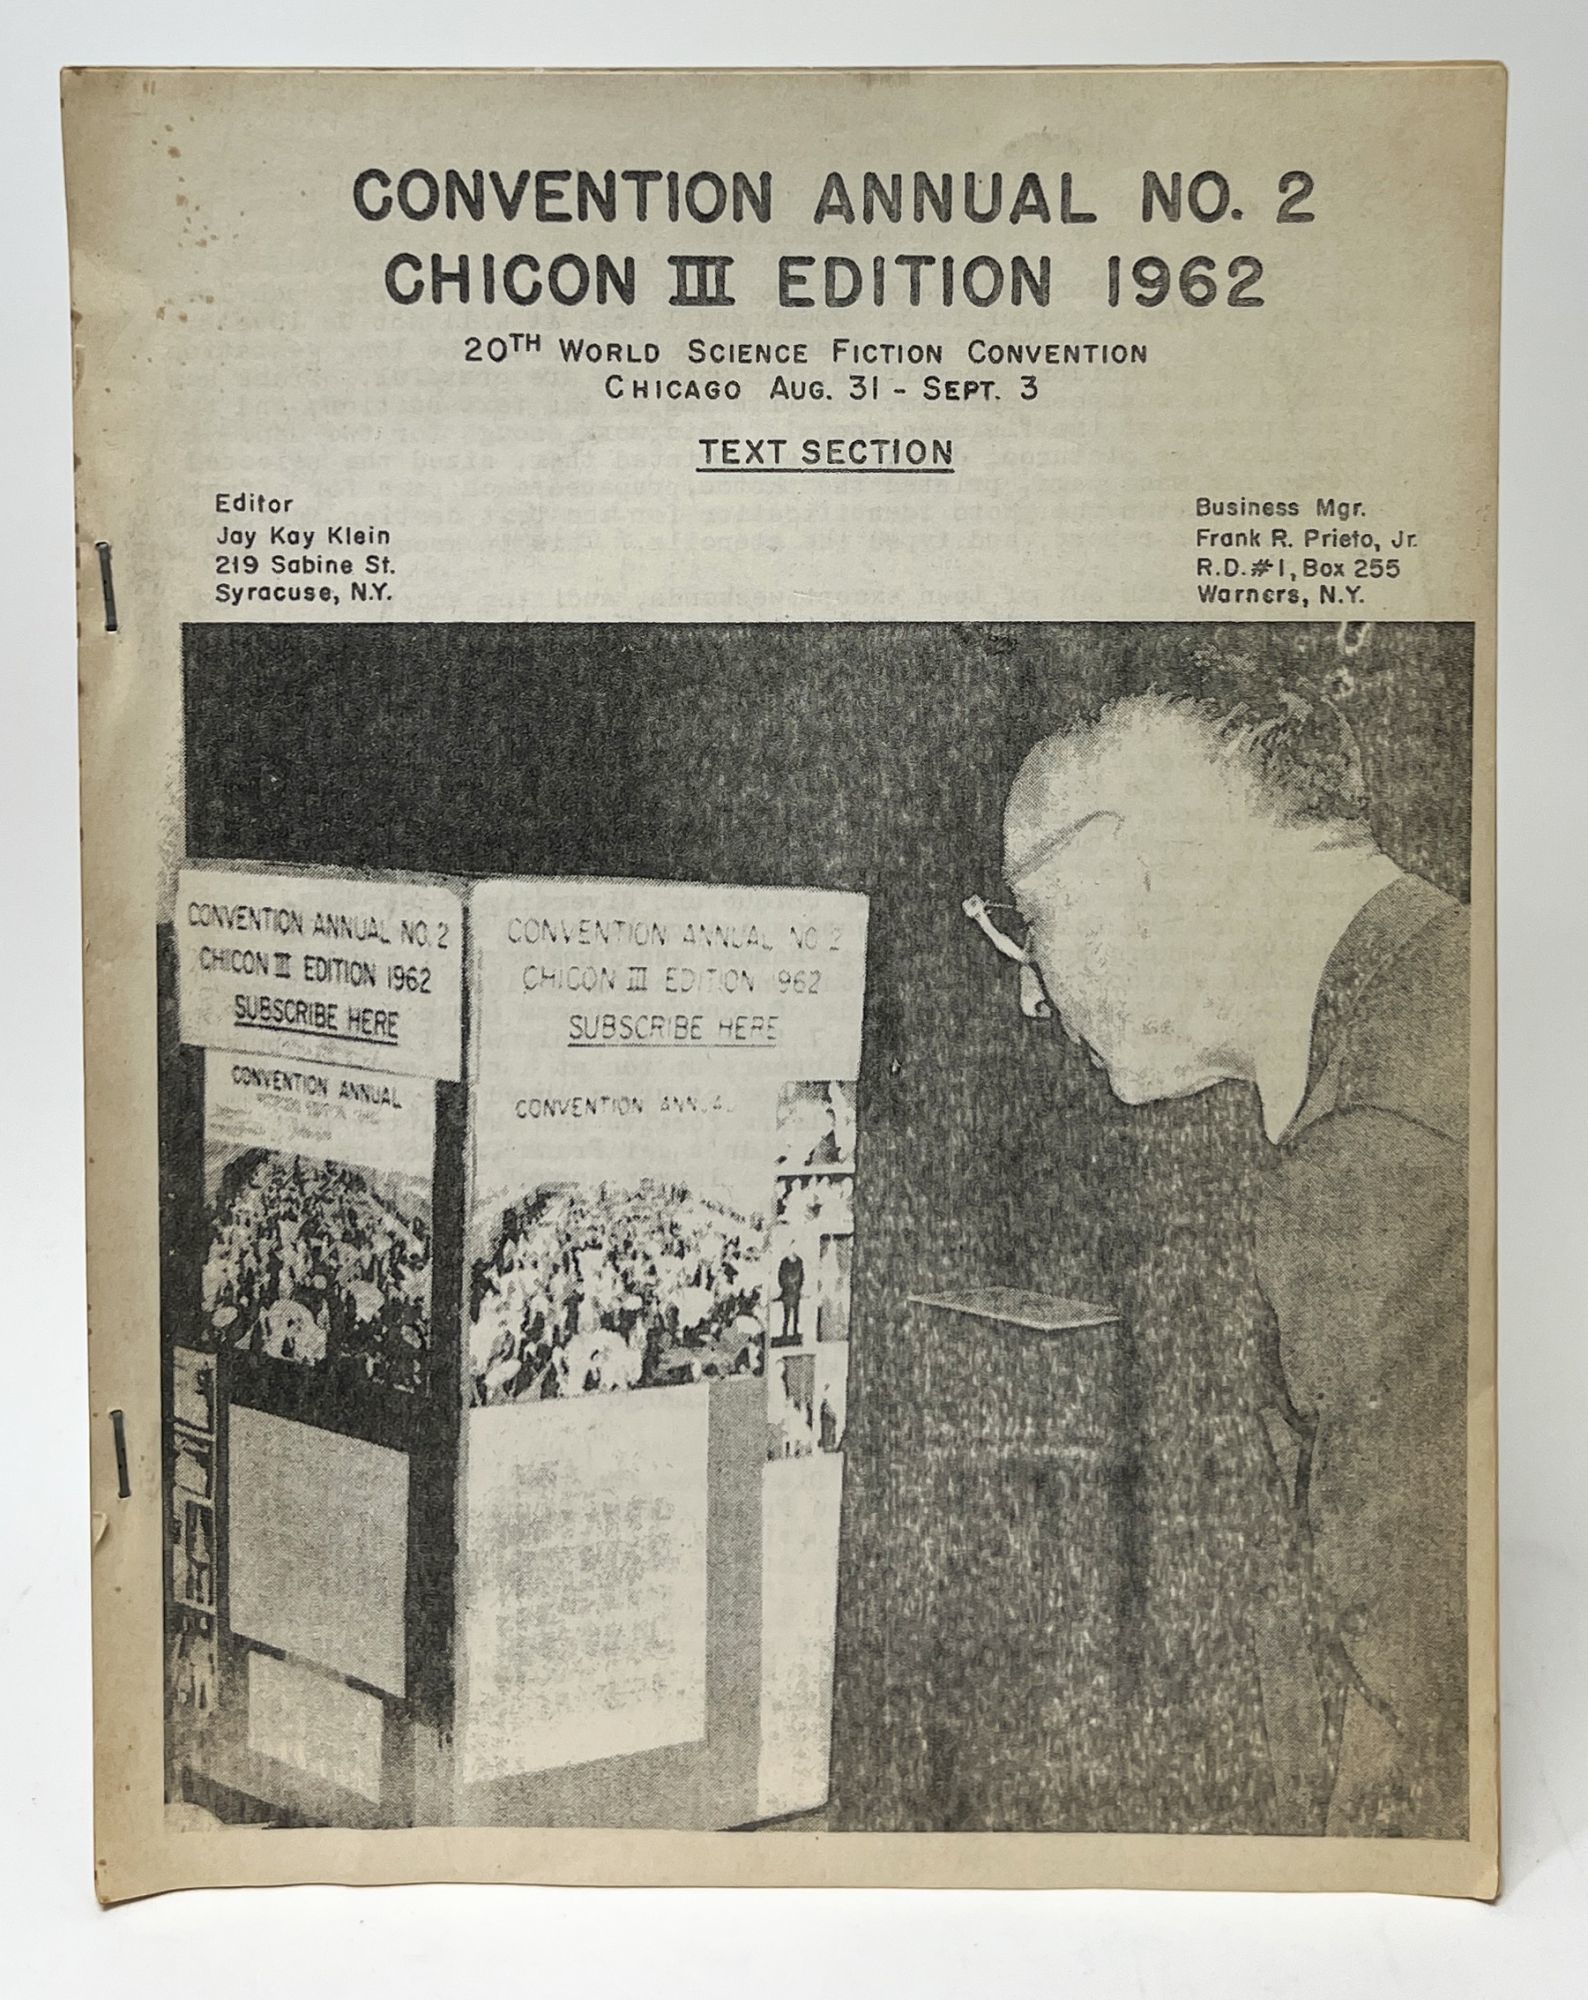 CONVENTION ANNUAL NO. 2
CHICON III EDITION 1962
20TH WORLD SCIENCE FICTION CONVENTION
CHICAGO AUG. 31 - SEPT. 3
TEXT SECTION
Editor
Jay Kay Klein
219 Sabine St.
Syracuse, N.Y.
Business Mgr.
Frank R. Prieto, Jr.
R.D.#1, Box 255
Warners, N.Y.
CONVENTION ANNUAL NO. 2
CHICON III EDITION 1962
SUBSCRIBE HERE
CONVENTION ANNUAL
CONVENTION ANNUAL NO 2
CHICON III EDITION 962
SUBSCRIBE HERE
CONVENTION ANNUAL